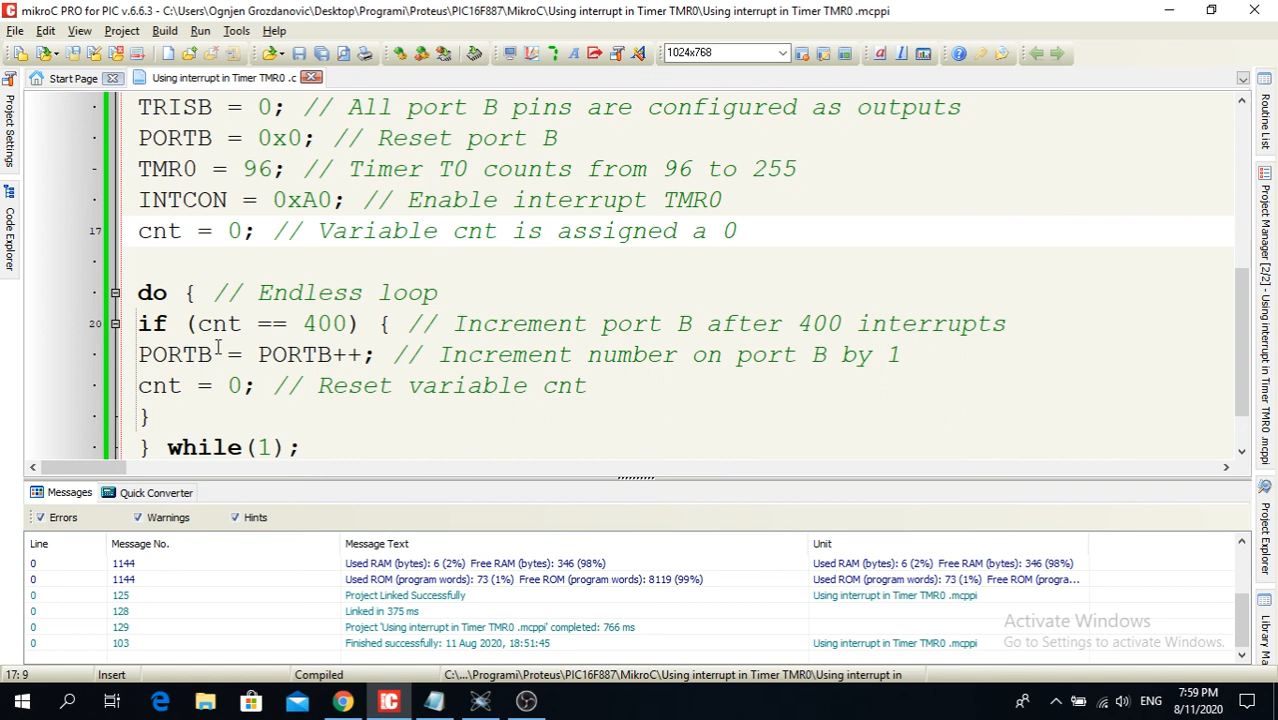 mikroC PRO for PIC v.6.6.3 - C:\Users\Ognjen Grozdanovic\Desktop\Programi\Proteus\PIC16F887\MikroC\Using interrupt in Timer TMR0\Using interrupt in Timer TMR0 .mcppi
File Edit View Project Build Run Tools Help
1024x768
Start Page
Using interrupt in Timer TMR0 .c
Project Settings
Code Explorer
TRISB = 0; // All port B pins are configured as outputs
PORTB = 0x0; // Reset port B
TMR0 = 96; // Timer T0 counts from 96 to 255
INTCON = 0xA0; // Enable interrupt TMR0
17 cnt = 0; // Variable cnt is assigned a 0
do { // Endless loop
20 if (cnt == 400) { // Increment port B after 400 interrupts
PORTB = PORTB++; // Increment number on port B by 1
cnt = 0; // Reset variable cnt
}
} while(1);
Routine List
Project Manager [2/2] - Using interrupt in Timer TMR0 .mcppi
Project Explorer
Library Ma
Messages Quick Converter
Errors Warnings Hints
Line Message No. Message Text Unit
0 1144 Used RAM (bytes): 6 (2%) Free RAM (bytes): 346 (98%) Used RAM (bytes): 6 (2%) Free RAM (bytes): 346 (98%)
0 1144 Used ROM (program words): 73 (1%) Free ROM (program words): 8119 (99%) Used ROM (program words): 73 (1%) Free ROM (progra...
0 125 Project Linked Successfully Using interrupt in Timer TMR0 .mcppi
0 128 Linked in 375 ms
0 129 Project 'Using interrupt in Timer TMR0 .mcppi' completed: 766 ms
0 103 Finished successfully: 11 Aug 2020, 18:51:45 Using interrupt in Timer TMR0 .mcppi
Activate Windows
Go to Settings to activate Windows.
17: 9 Insert Compiled C:\...\Programi\Proteus\PIC16F887\MikroC\Using interrupt in Timer TMR0\Using interrupt in
ENG
7:59 PM
8/11/2020